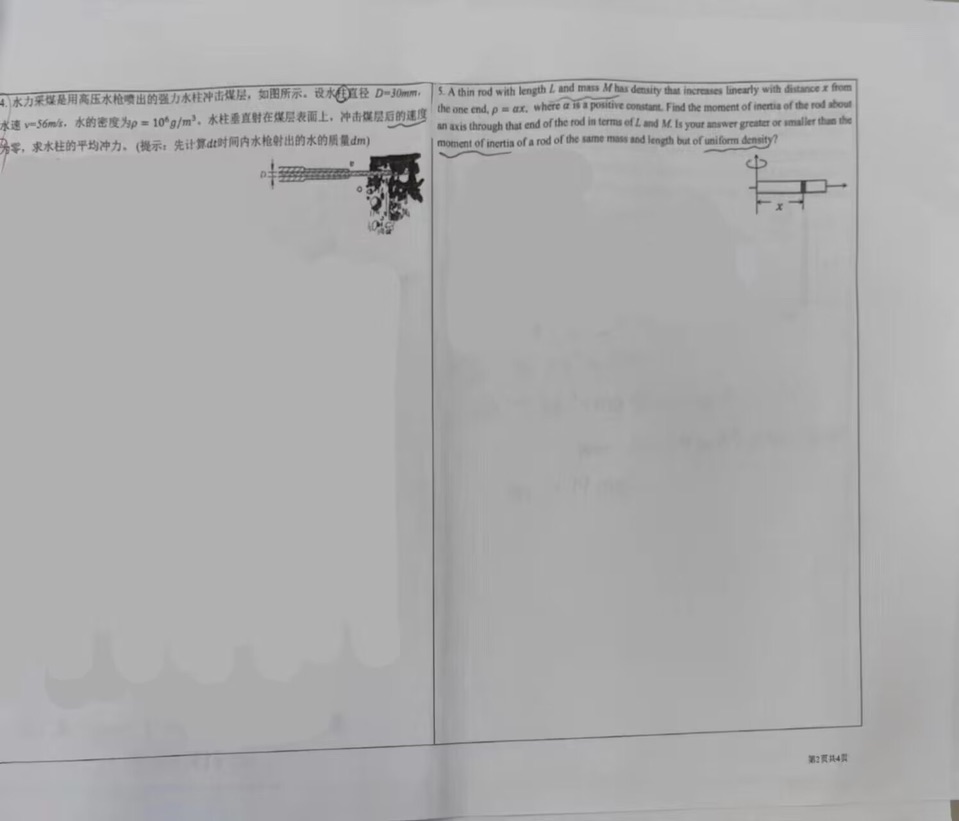 4. 水力采煤是用高压水枪喷出的强力水柱冲击煤层，如图所示。设水柱直径 D=30mm,
水速 v=56m/s. 水的密度为ρ = 10⁶g/m³、水柱垂直射在煤层表面上，冲击煤层后的速度
为零，求水柱的平均冲力。(提示：先计算dt时间内水枪射出的水的质量dm)
D
v
5. A thin rod with length L and mass M has density that increases linearly with distance x from
the one end, ρ = αx, where α is a positive constant. Find the moment of inertia of the rod about
an axis through that end of the rod in terms of L and M. Is your answer greater or smaller than the
moment of inertia of a rod of the same mass and length but of uniform density?
x
第2页共4页